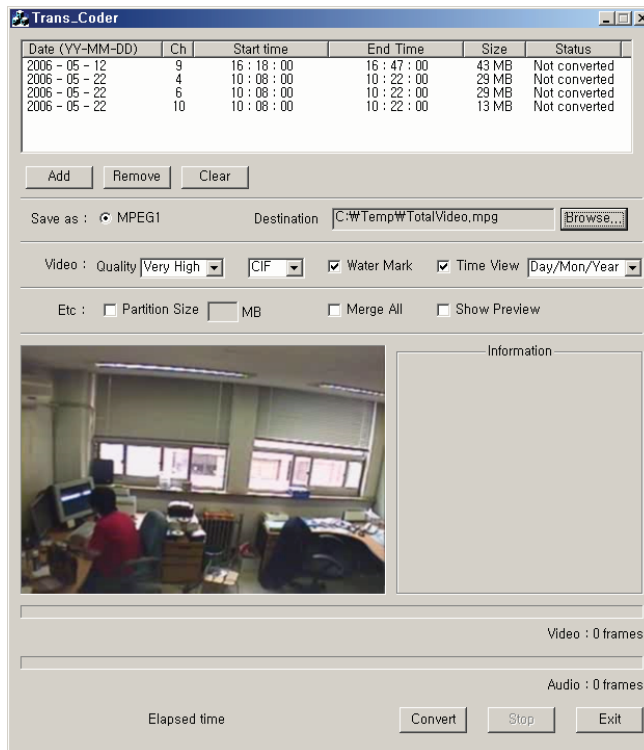 Trans_Coder
Date (YY-MM-DD) Ch Start time End Time Size Status
2006 - 05 - 12 9 16 : 18 : 00 16 : 47 : 00 43 MB Not converted
2006 - 05 - 22 4 10 : 08 : 00 10 : 22 : 00 29 MB Not converted
2006 - 05 - 22 6 10 : 08 : 00 10 : 22 : 00 29 MB Not converted
2006 - 05 - 22 10 10 : 08 : 00 10 : 22 : 00 13 MB Not converted
Add Remove Clear
Save as : MPEG1 Destination C:₩Temp₩TotalVideo,mpg Browse...
Video : Quality Very High CIF Water Mark Time View Day/Mon/Year
Etc : Partition Size MB Merge All Show Preview
Information
Video : 0 frames
Audio : 0 frames
Elapsed time Convert Stop Exit